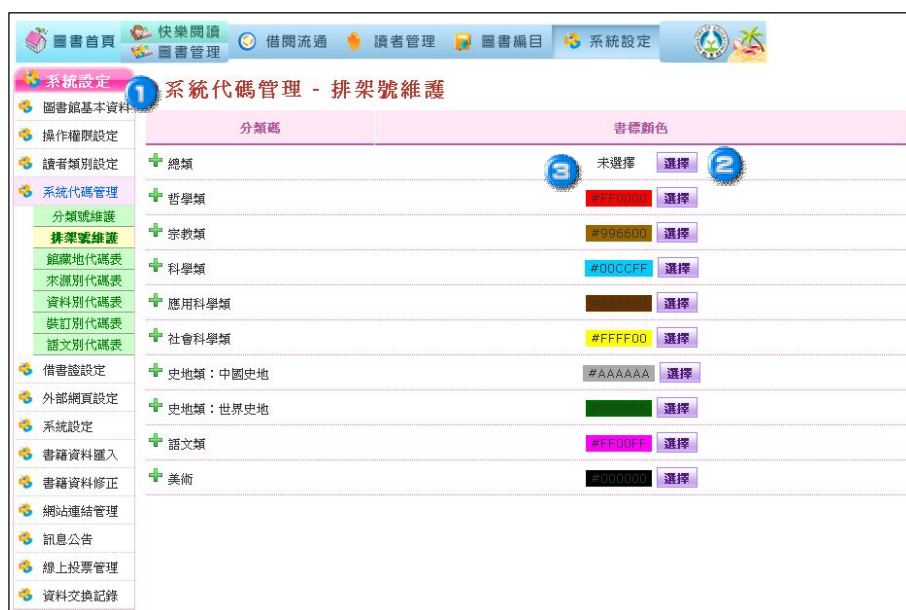 圖書首頁
快樂閱讀
圖書管理
借閱流通
讀者管理
圖書編目
系統設定
系統設定
圖書館基本資料
操作權限設定
讀者類別設定
系統代碼管理
分類號維護
排架號維護
館藏地代碼表
來源別代碼表
資料別代碼表
裝訂別代碼表
語文別代碼表
借書證設定
外部網頁設定
系統設定
書籍資料匯入
書籍資料修正
網站連結管理
訊息公告
線上投票管理
資料交換記錄
1 系統代碼管理 - 排架號維護
分類碼 書標顏色
總類 3 未選擇 選擇 2
哲學類 #FF0000 選擇
宗教類 #996600 選擇
科學類 #00CCFF 選擇
應用科學類 選擇
社會科學類 #FFFF00 選擇
史地類：中國史地 #AAAAAA 選擇
史地類：世界史地 選擇
語文類 #FF00FF 選擇
美術 #000000 選擇